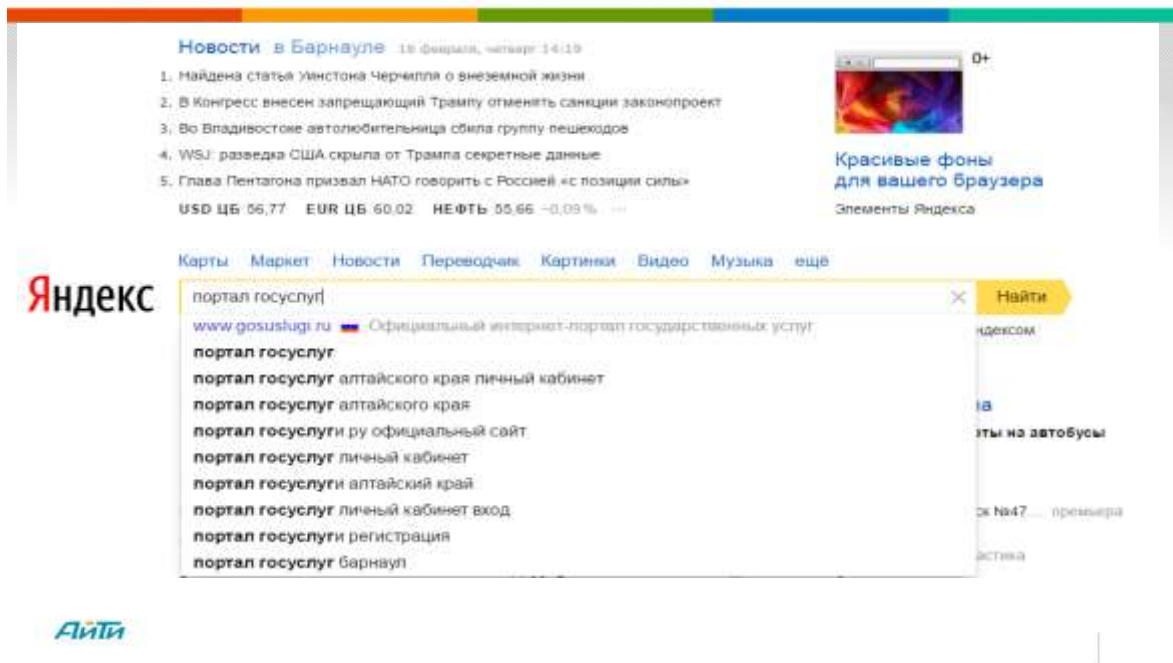 Новости в Барнауле 16 февраля, четверг 14:19
1. Найдена статья Уинстона Черчилля о внеземной жизни
2. В Конгресс внесен запрещающий Трампу отменять санкции законопроект
3. Во Владивостоке автолюбительница сбила группу пешеходов
4. WSJ: разведка США скрыла от Трампа секретные данные
5. Глава Пентагона призвал НАТО говорить с Россией «с позиции силы»
USD ЦБ 56,77 EUR ЦБ 60,02 НЕФТЬ 55,66 −0,09% ...
0+
Красивые фоны
для вашего браузера
Элементы Яндекса
Карты Маркет Новости Переводчик Картинки Видео Музыка ещё
Яндекс
портал госуслуг
Найти
www.gosuslugi.ru Официальный интернет-портал государственных услуг
ндексом
портал госуслуг
портал госуслуг алтайского края личный кабинет
портал госуслуг алтайского края
на
портал госуслуги ру официальный сайт
еты на автобусы
портал госуслуг личный кабинет
портал госуслуги алтайский край
портал госуслуг личный кабинет вход
ск №47... премьера
портал госуслуги регистрация
портал госуслуг барнаул
астика
АйТи